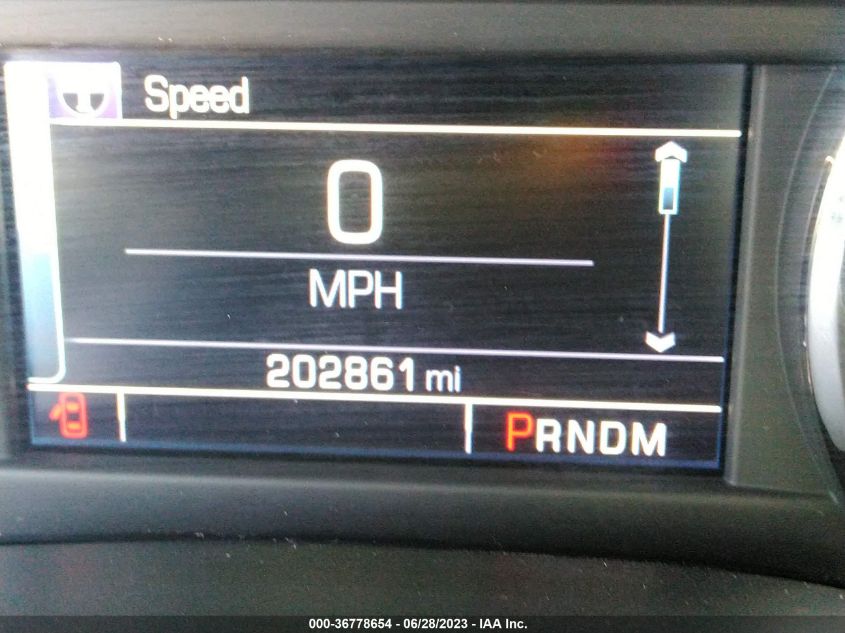 Speed
0
MPH
202861 mi
PRNDM
000-36778654 - 06/28/2023 - IAA Inc.